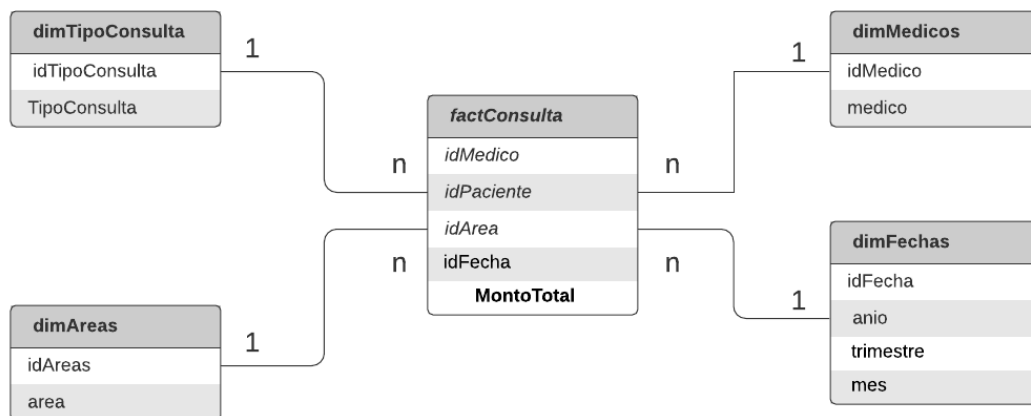 dimTipoConsulta
idTipoConsulta
TipoConsulta
1
n
dimAreas
idAreas
area
1
n
factConsulta
idMedico
idPaciente
idArea
idFecha
MontoTotal
dimMedicos
idMedico
medico
1
n
dimFechas
idFecha
anio
trimestre
mes
1
n